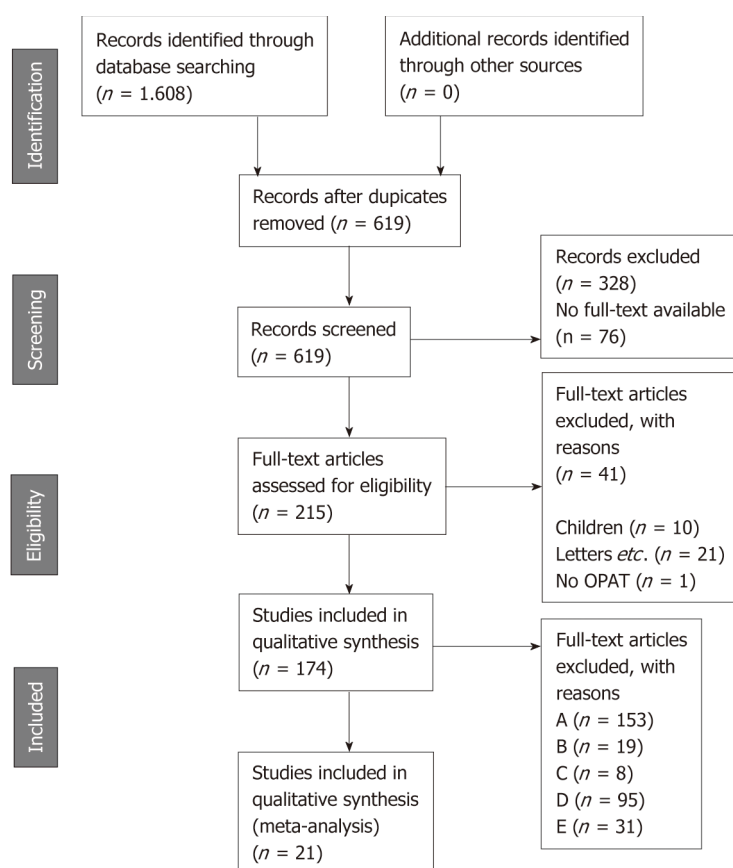 Identification
Records identified through
database searching
(n = 1.608)
Additional records identified
through other sources
(n = 0)
Records after dupicates
removed (n = 619)
Screening
Records screened
(n = 619)
Records excluded
(n = 328)
No full-text available
(n = 76)
Eligibility
Full-text articles
assessed for eligibility
(n = 215)
Full-text articles
excluded, with
reasons
(n = 41)
Children (n = 10)
Letters etc. (n = 21)
No OPAT (n = 1)
Included
Studies included in
qualitative synthesis
(n = 174)
Full-text articles
excluded, with
reasons
A (n = 153)
B (n = 19)
C (n = 8)
D (n = 95)
E (n = 31)
Studies included in
qualitative synthesis
(meta-analysis)
(n = 21)